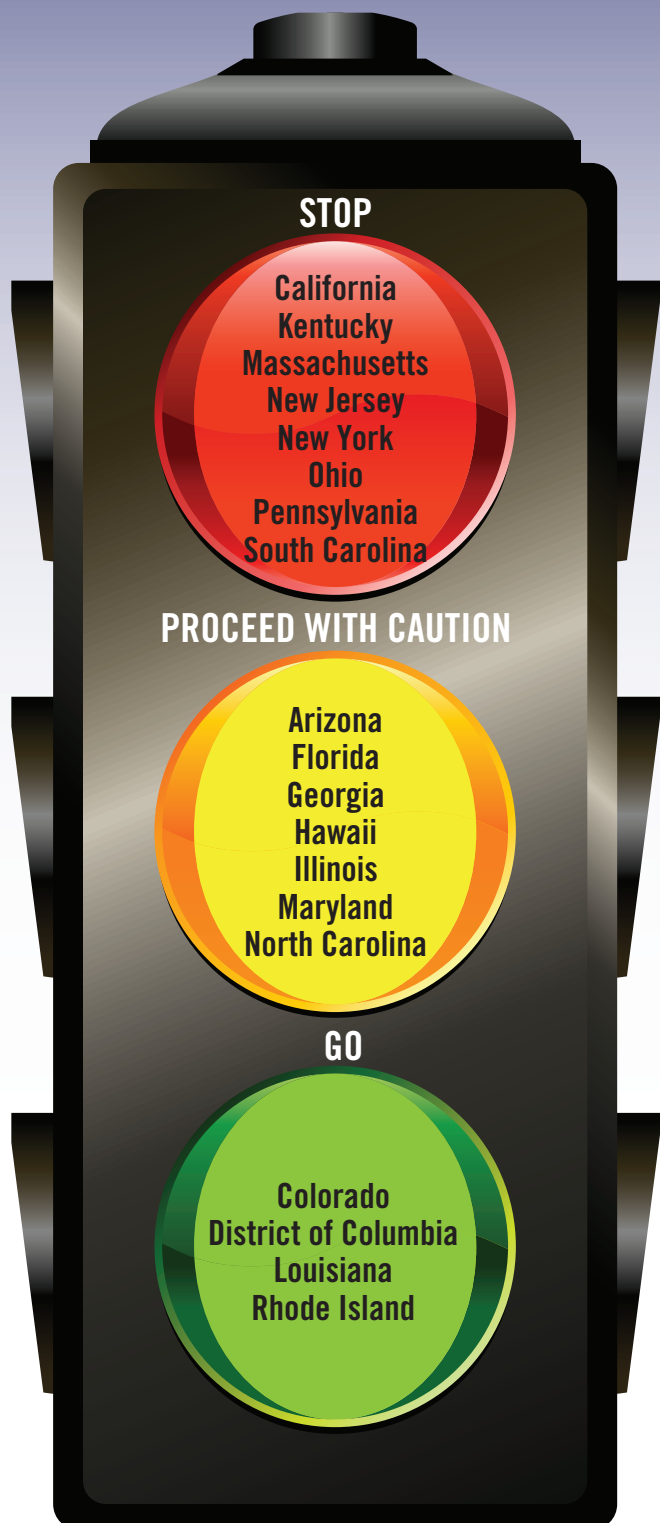 STOP
California
Kentucky
Massachusetts
New Jersey
New York
Ohio
Pennsylvania
South Carolina
PROCEED WITH CAUTION
Arizona
Florida
Georgia
Hawaii
Illinois
Maryland
North Carolina
GO
Colorado
District of Columbia
Louisiana
Rhode Island